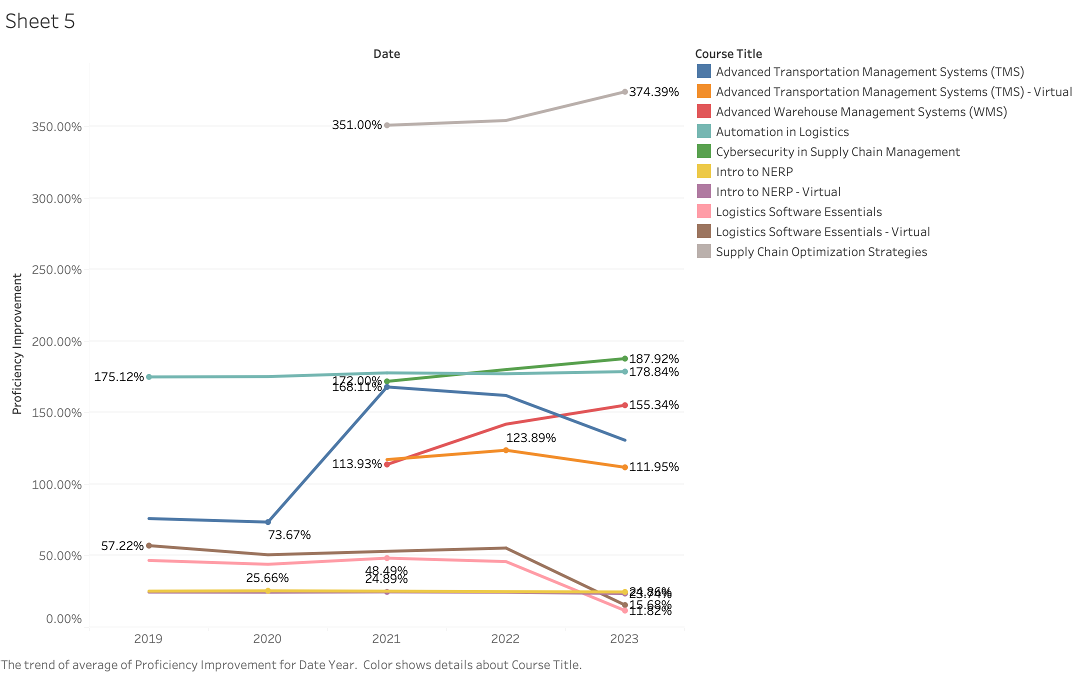 Sheet 5
Date
Course Title
Advanced Transportation Management Systems (TMS)
Advanced Transportation Management Systems (TMS) - Virtual
Advanced Warehouse Management Systems (WMS)
Automation in Logistics
Cybersecurity in Supply Chain Management
Intro to NERP
Intro to NERP - Virtual
Logistics Software Essentials
Logistics Software Essentials - Virtual
Supply Chain Optimization Strategies
Proficiency Improvement
350.00%
300.00%
250.00%
200.00%
150.00%
100.00%
50.00%
0.00%
374.39%
351.00%
187.92%
175.12%
178.84%
172.00%
168.11%
155.34%
123.89%
113.93%
111.95%
73.67%
57.22%
25.66%
48.49%
24.89%
23.74%
15.68%
11.82%
2019
2020
2021
2022
2023
The trend of average of Proficiency Improvement for Date Year. Color shows details about Course Title.